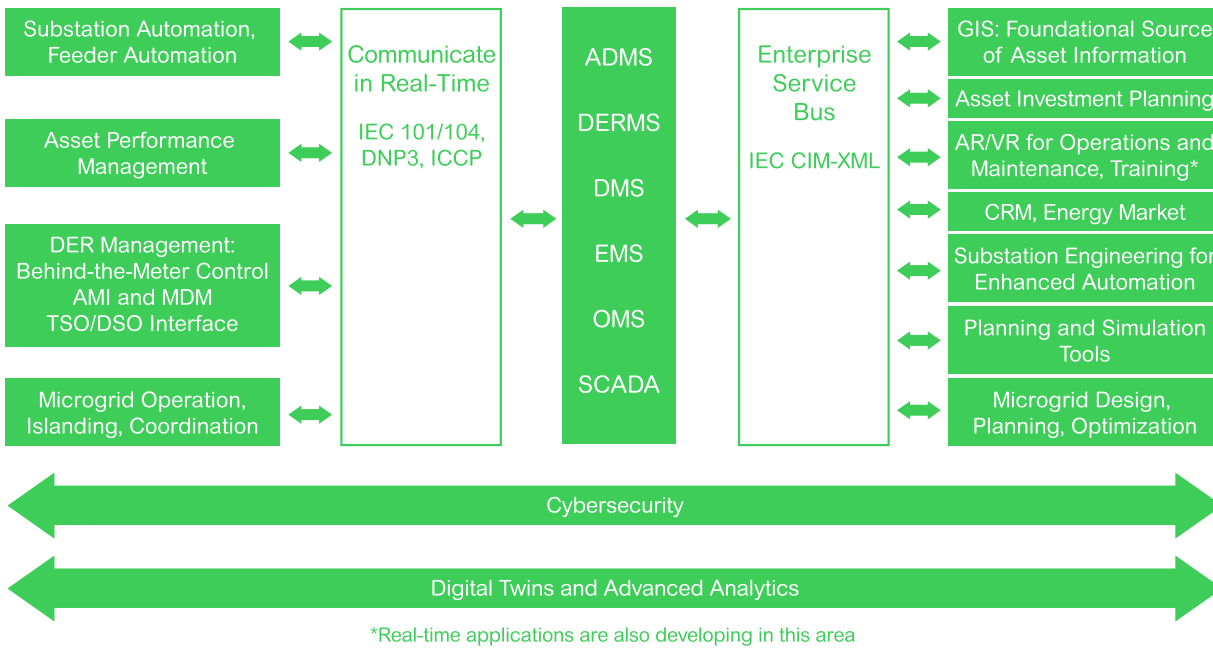 Substation Automation,
Feeder Automation
Asset Performance
Management
DER Management:
Behind-the-Meter Control
AMI and MDM
TSO/DSO Interface
Microgrid Operation,
Islanding, Coordination
Communicate
in Real-Time
IEC 101/104,
DNP3, ICCP
ADMS
DERMS
DMS
EMS
OMS
SCADA
Enterprise
Service
Bus
IEC CIM-XML
GIS: Foundational Source
of Asset Information
Asset Investment Planning
AR/VR for Operations and
Maintenance, Training*
CRM, Energy Market
Substation Engineering for
Enhanced Automation
Planning and Simulation
Tools
Microgrid Design,
Planning, Optimization
Cybersecurity
Digital Twins and Advanced Analytics
*Real-time applications are also developing in this area